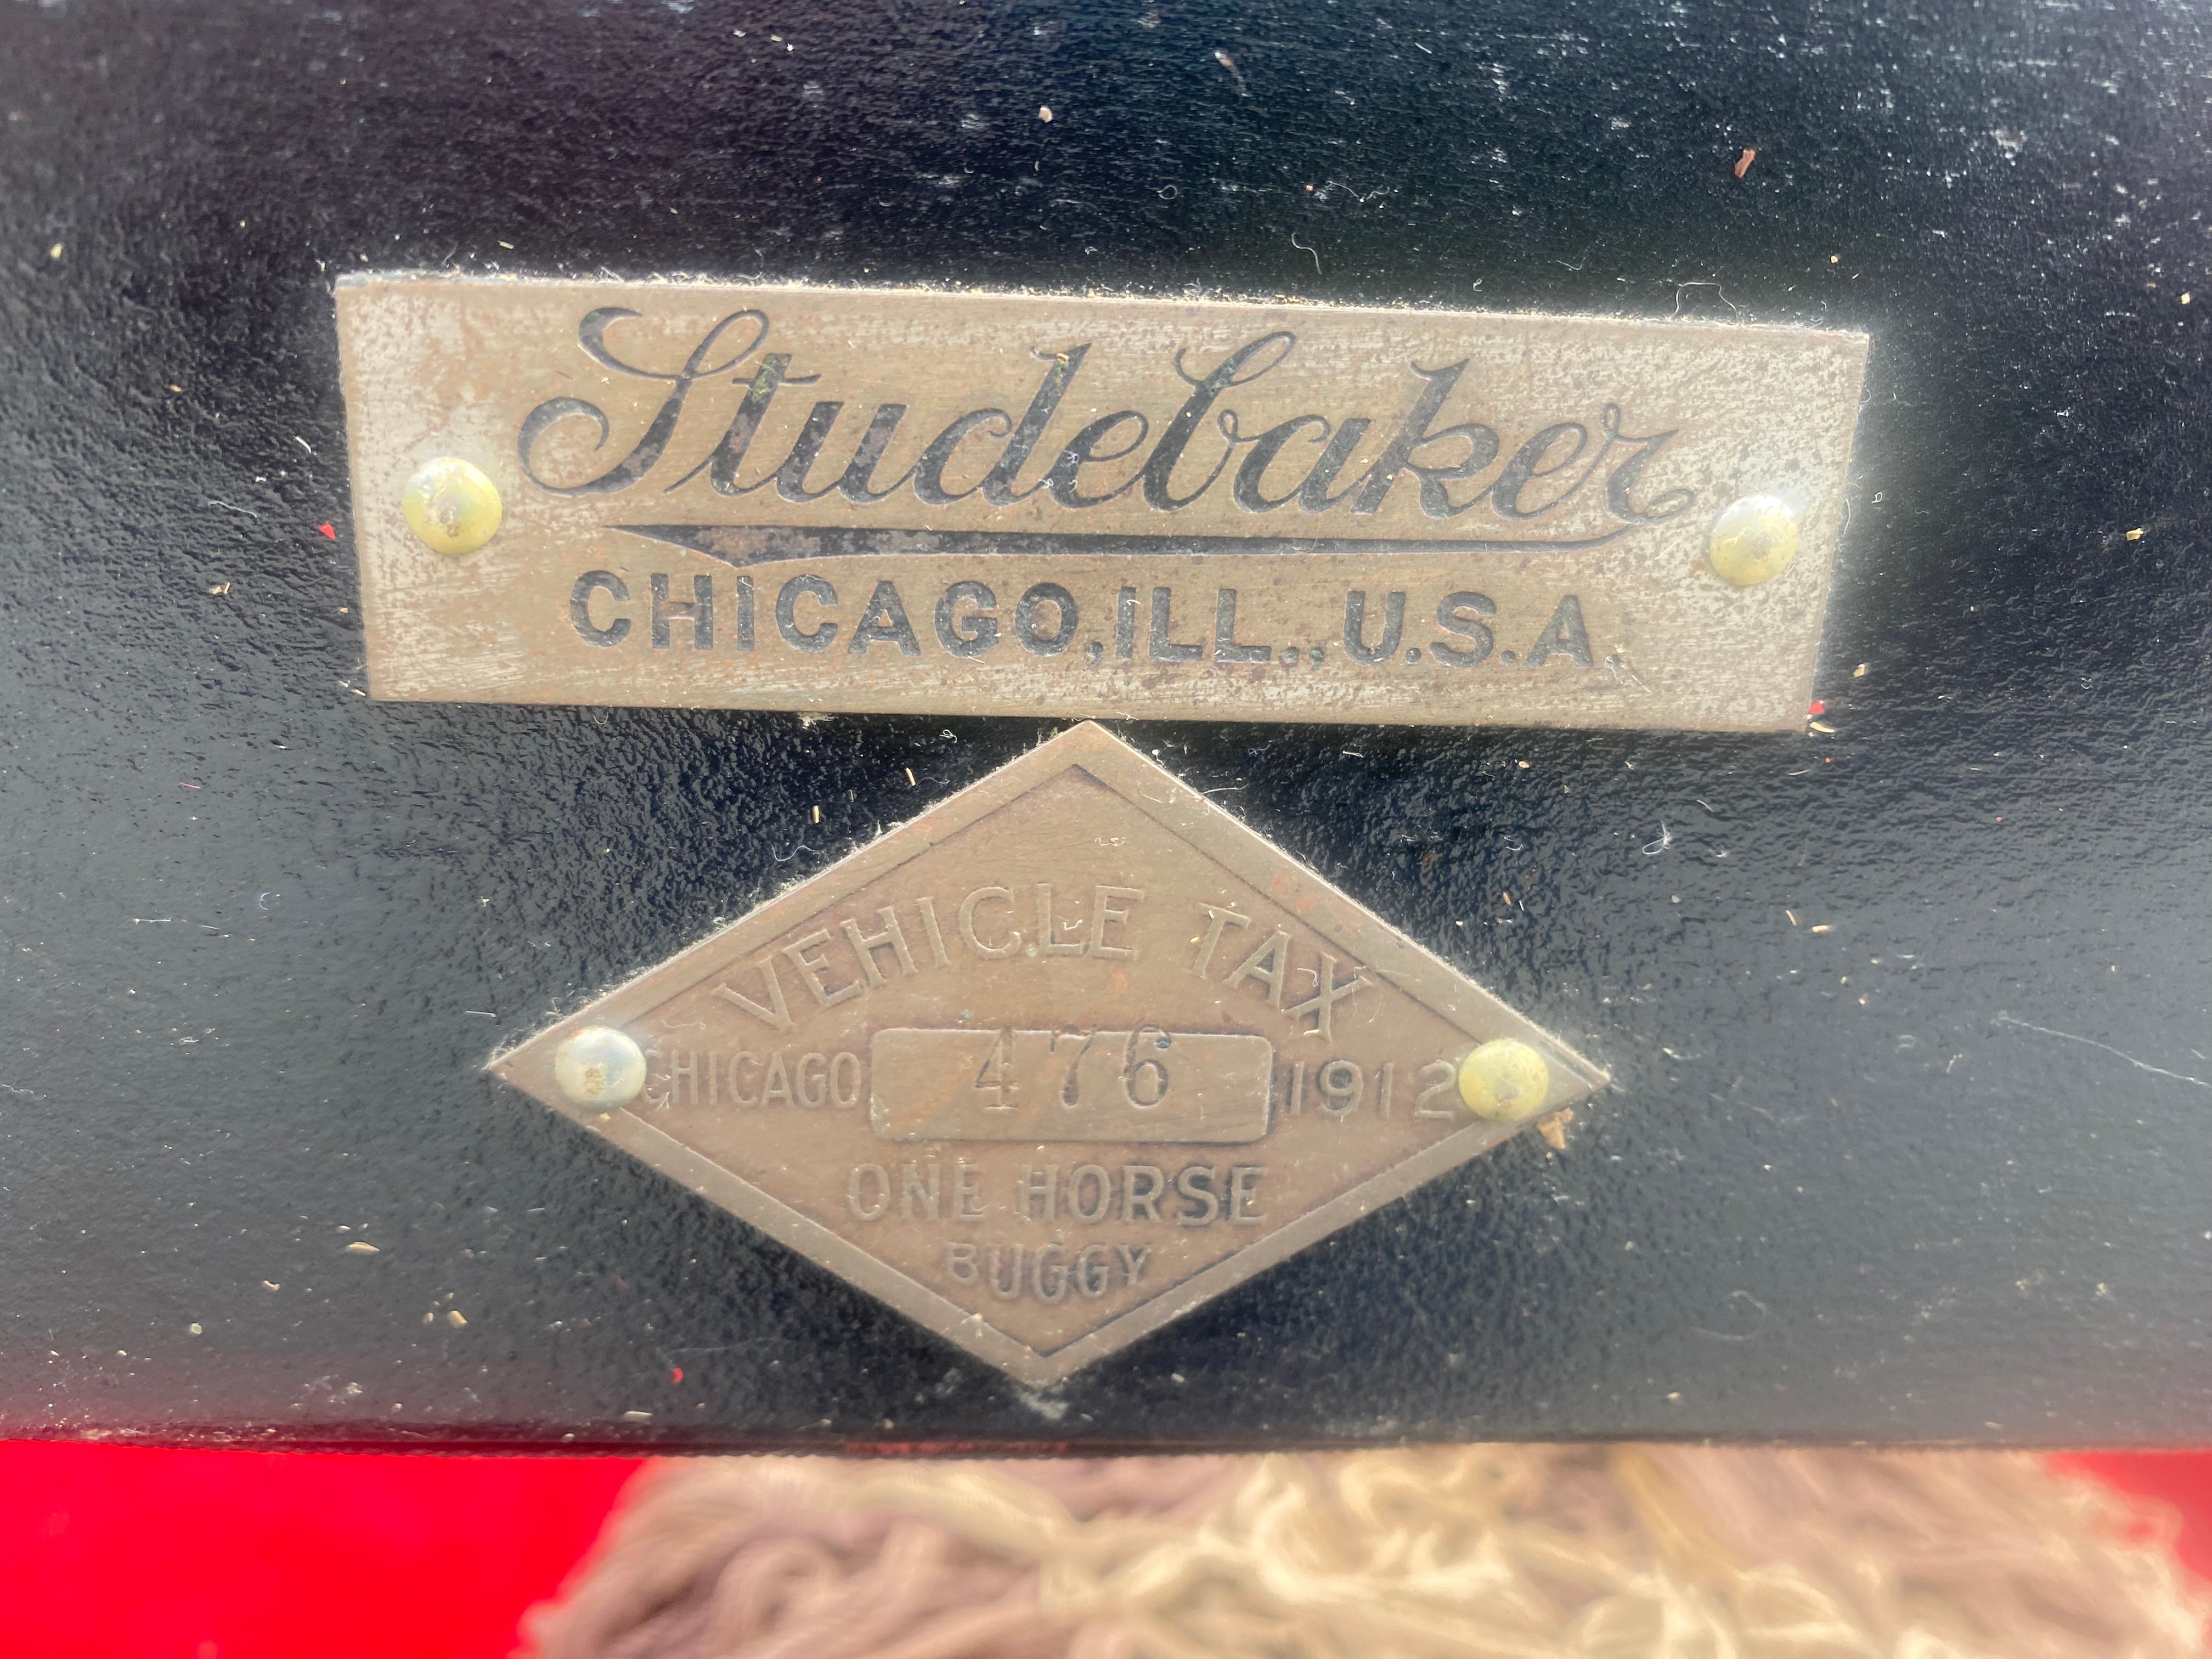 Studebaker
CHICAGO, ILL., U.S.A.
VEHICLE TAX
CHICAGO 476 1912
ONE HORSE
BUGGY